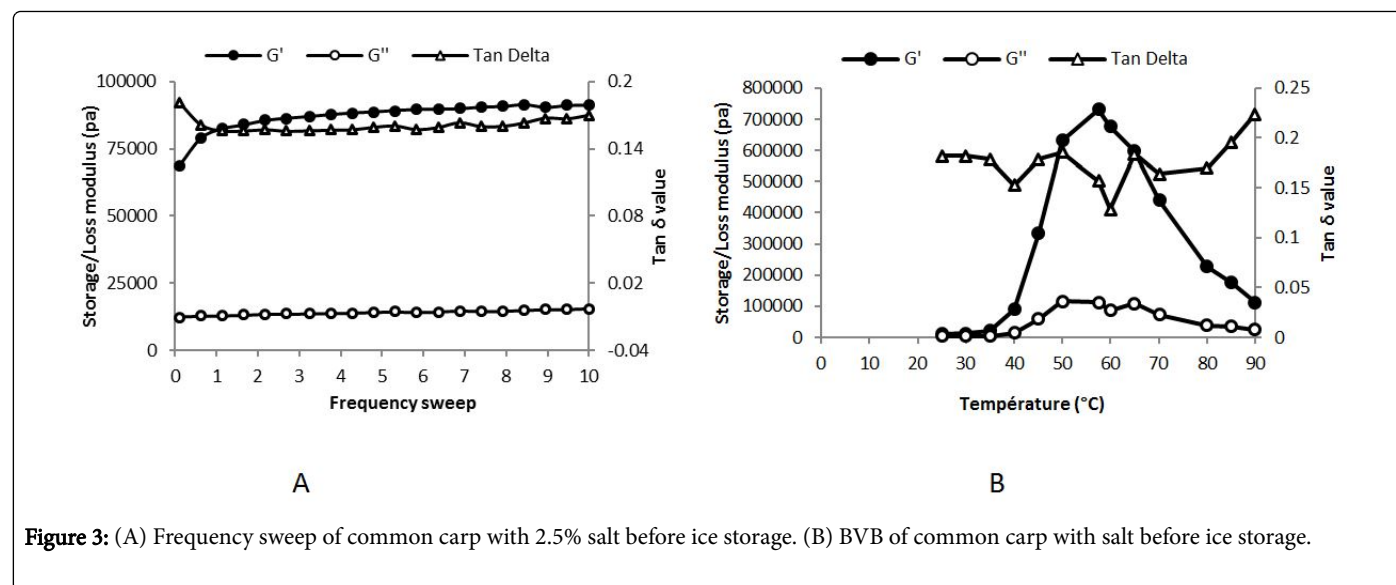 G' G" Tan Delta
100000
75000
50000
25000
0
Storage/Loss modulus (pa)
0.2
0.14
0.08
0.02
-0.04
Tan δ value
0 1 2 3 4 5 6 7 8 9 10
Frequency sweep
A
G' G" Tan Delta
800000
700000
600000
500000
400000
300000
200000
100000
0
Storage/Loss modulus (pa)
0.25
0.2
0.15
0.1
0.05
0
Tan δ value
0 10 20 30 40 50 60 70 80 90
Température (°C)
B
Figure 3: (A) Frequency sweep of common carp with 2.5% salt before ice storage. (B) BVB of common carp with salt before ice storage.